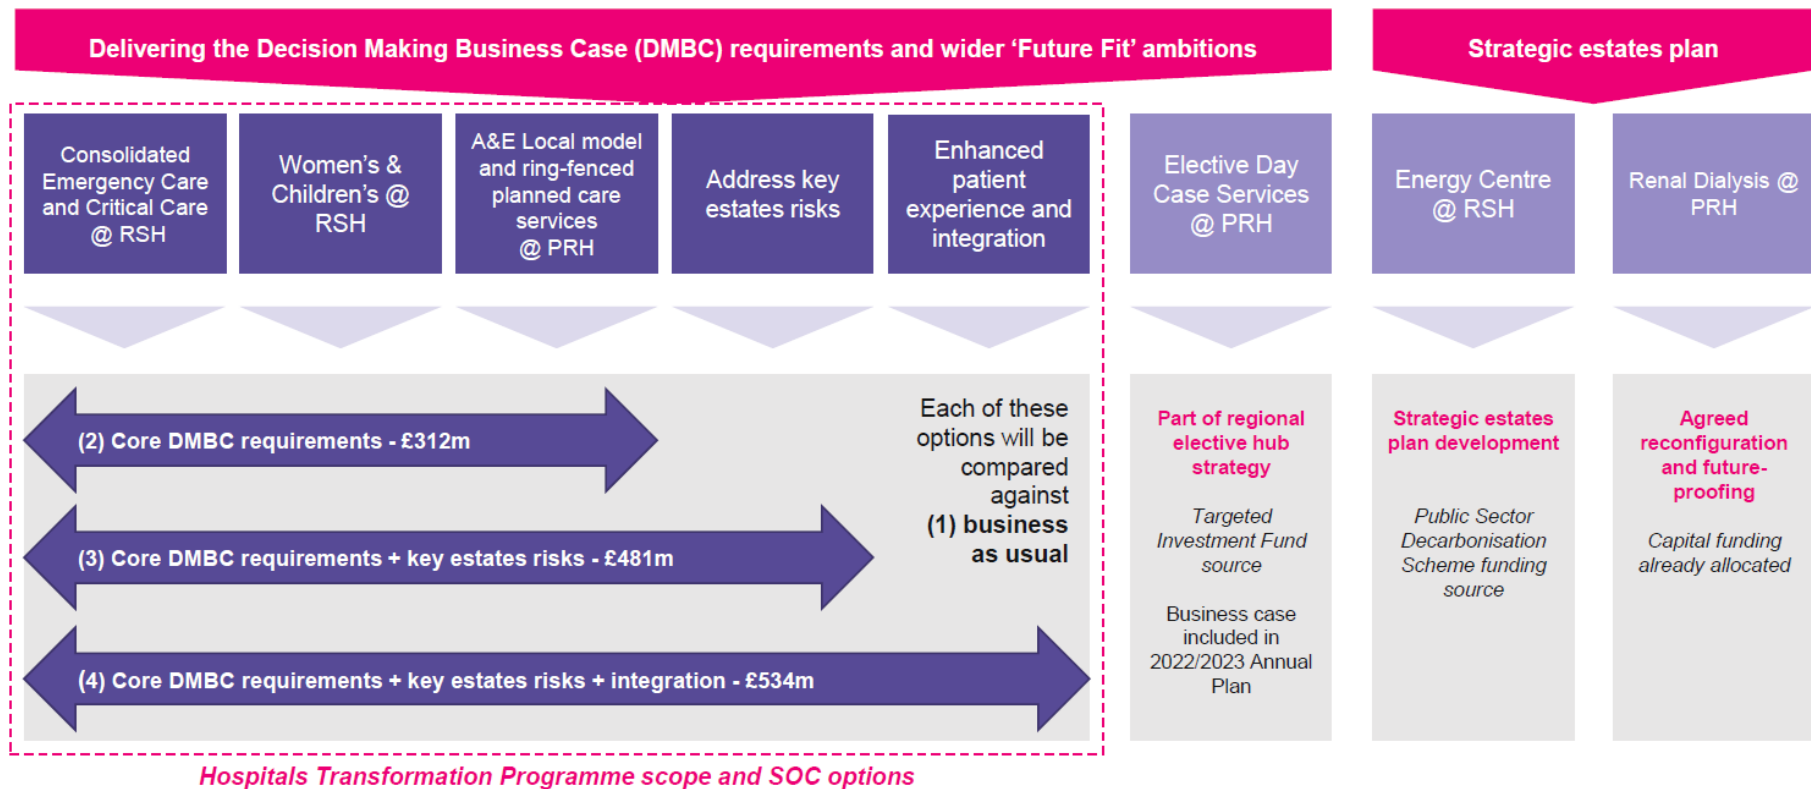 Delivering the Decision Making Business Case (DMBC) requirements and wider ‘Future Fit’ ambitions
Strategic estates plan
Consolidated
Emergency Care
and Critical Care
@ RSH
Women’s &
Children’s @
RSH
A&E Local model
and ring-fenced
planned care
services
@ PRH
Address key
estates risks
Enhanced
patient
experience and
integration
Elective Day
Case Services
@ PRH
Energy Centre
@ RSH
Renal Dialysis @
PRH
(2) Core DMBC requirements - £312m
(3) Core DMBC requirements + key estates risks - £481m
(4) Core DMBC requirements + key estates risks + integration - £534m
Each of these
options will be
compared
against
(1) business
as usual
Part of regional
elective hub
strategy
Targeted
Investment Fund
source
Business case
included in
2022/2023 Annual
Plan
Strategic estates
plan development
Public Sector
Decarbonisation
Scheme funding
source
Agreed
reconfiguration
and future-
proofing
Capital funding
already allocated
Hospitals Transformation Programme scope and SOC options